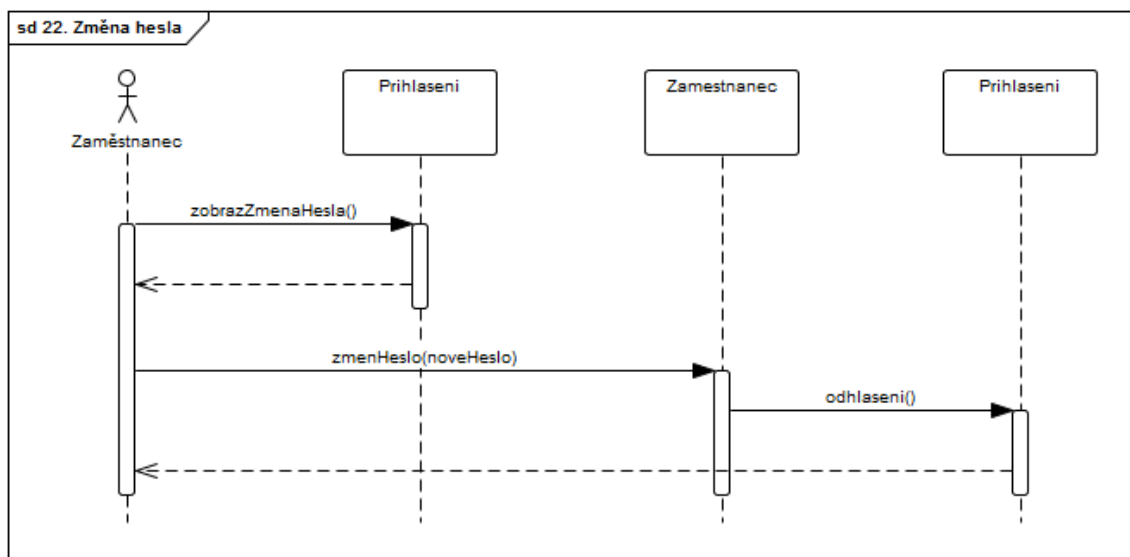 sd 22. Změna hesla
Zaměstnanec
Prihlaseni
Zamestnanec
Prihlaseni
zobrazZmenaHesla()
zmenHeslo(noveHeslo)
odhlaseni()